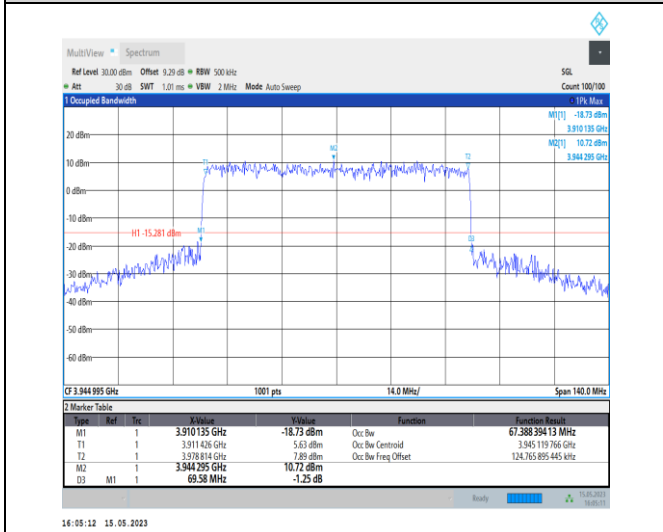 MultiView Spectrum
Ref Level 30.00 dBm Offset 9.29 dB RBW 500 kHz SGL
Att 30 dB SWT 1.01 ms VBW 2 MHz Mode Auto Sweep Count 100/100
1 Occupied Bandwidth 1Pk Max
M1[1] -18.73 dBm
3.910 135 GHz
M2[1] 10.72 dBm
3.944 295 GHz
20 dBm
M2
T1
T2
10 dBm
0 dBm
-10 dBm
H1 -15.281 dBm
M1
D3
-20 dBm
-30 dBm
-40 dBm
-50 dBm
-60 dBm
CF 3.944 995 GHz 1001 pts 14.0 MHz/ Span 140.0 MHz
2 Marker Table
Type Ref Trc X-Value Y-Value Function Function Result
M1 1 3.910 135 GHz -18.73 dBm Occ Bw 67.388 394 13 MHz
T1 1 3.911 426 GHz 5.63 dBm Occ Bw Centroid 3.945 119 766 GHz
T2 1 3.978 814 GHz 7.89 dBm Occ Bw Freq Offset 124.765 895 445 kHz
M2 1 3.944 295 GHz 10.72 dBm
D3 M1 1 69.58 MHz -1.25 dB
Ready 15.05.2023
16:05:11
16:05:12 15.05.2023